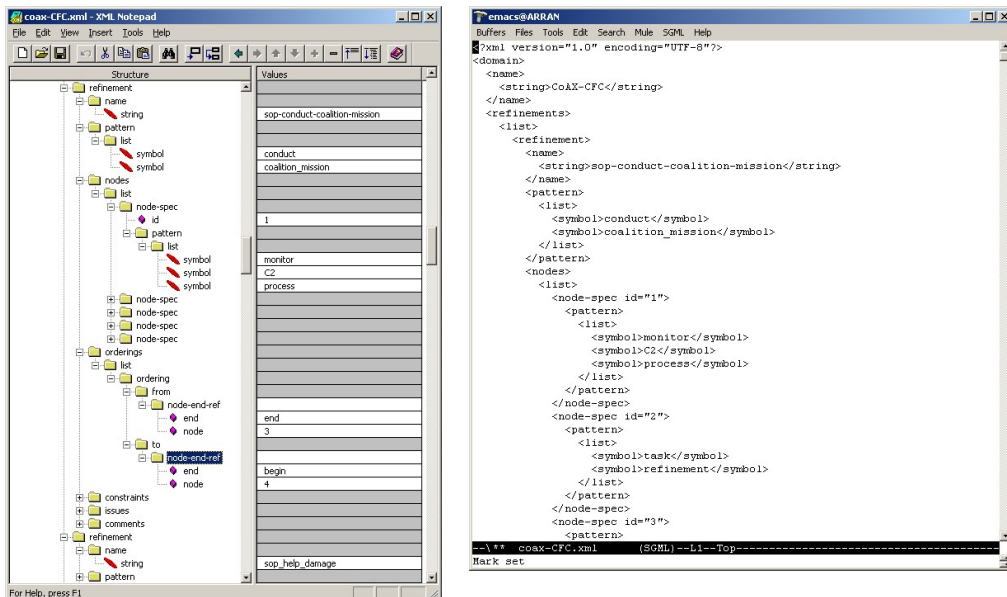 coax-CFC.xml - XML Notepad
File Edit View Insert Tools Help
Structure Values
refinement
name
string sop-conduct-coalition-mission
pattern
list
symbol conduct
symbol coalition_mission
nodes
list
node-spec
id 1
pattern
list
symbol monitor
symbol C2
symbol process
node-spec
node-spec
node-spec
node-spec
orderings
list
ordering
from
node-end-ref
end end
node 3
to
node-end-ref
end begin
node 4
constraints
issues
comments
refinement
name
string sop_help_damage
pattern
For Help, press F1
emacs@ARRAN
Buffers Files Tools Edit Search Mule SGML Help
<?xml version="1.0" encoding="UTF-8"?>
<domain>
<name>
<string>CoAX-CFC</string>
</name>
<refinements>
<list>
<refinement>
<name>
<string>sop-conduct-coalition-mission</string>
</name>
<pattern>
<list>
<symbol>conduct</symbol>
<symbol>coalition_mission</symbol>
</list>
</pattern>
<nodes>
<list>
<node-spec id="1">
<pattern>
<list>
<symbol>monitor</symbol>
<symbol>C2</symbol>
<symbol>process</symbol>
</list>
</pattern>
</node-spec>
<node-spec id="2">
<pattern>
<list>
<symbol>task</symbol>
<symbol>refinement</symbol>
</list>
</pattern>
</node-spec>
<node-spec id="3">
<pattern>
--\** coax-CFC.xml (SGML)--L1--Top--------------------------------
Mark set